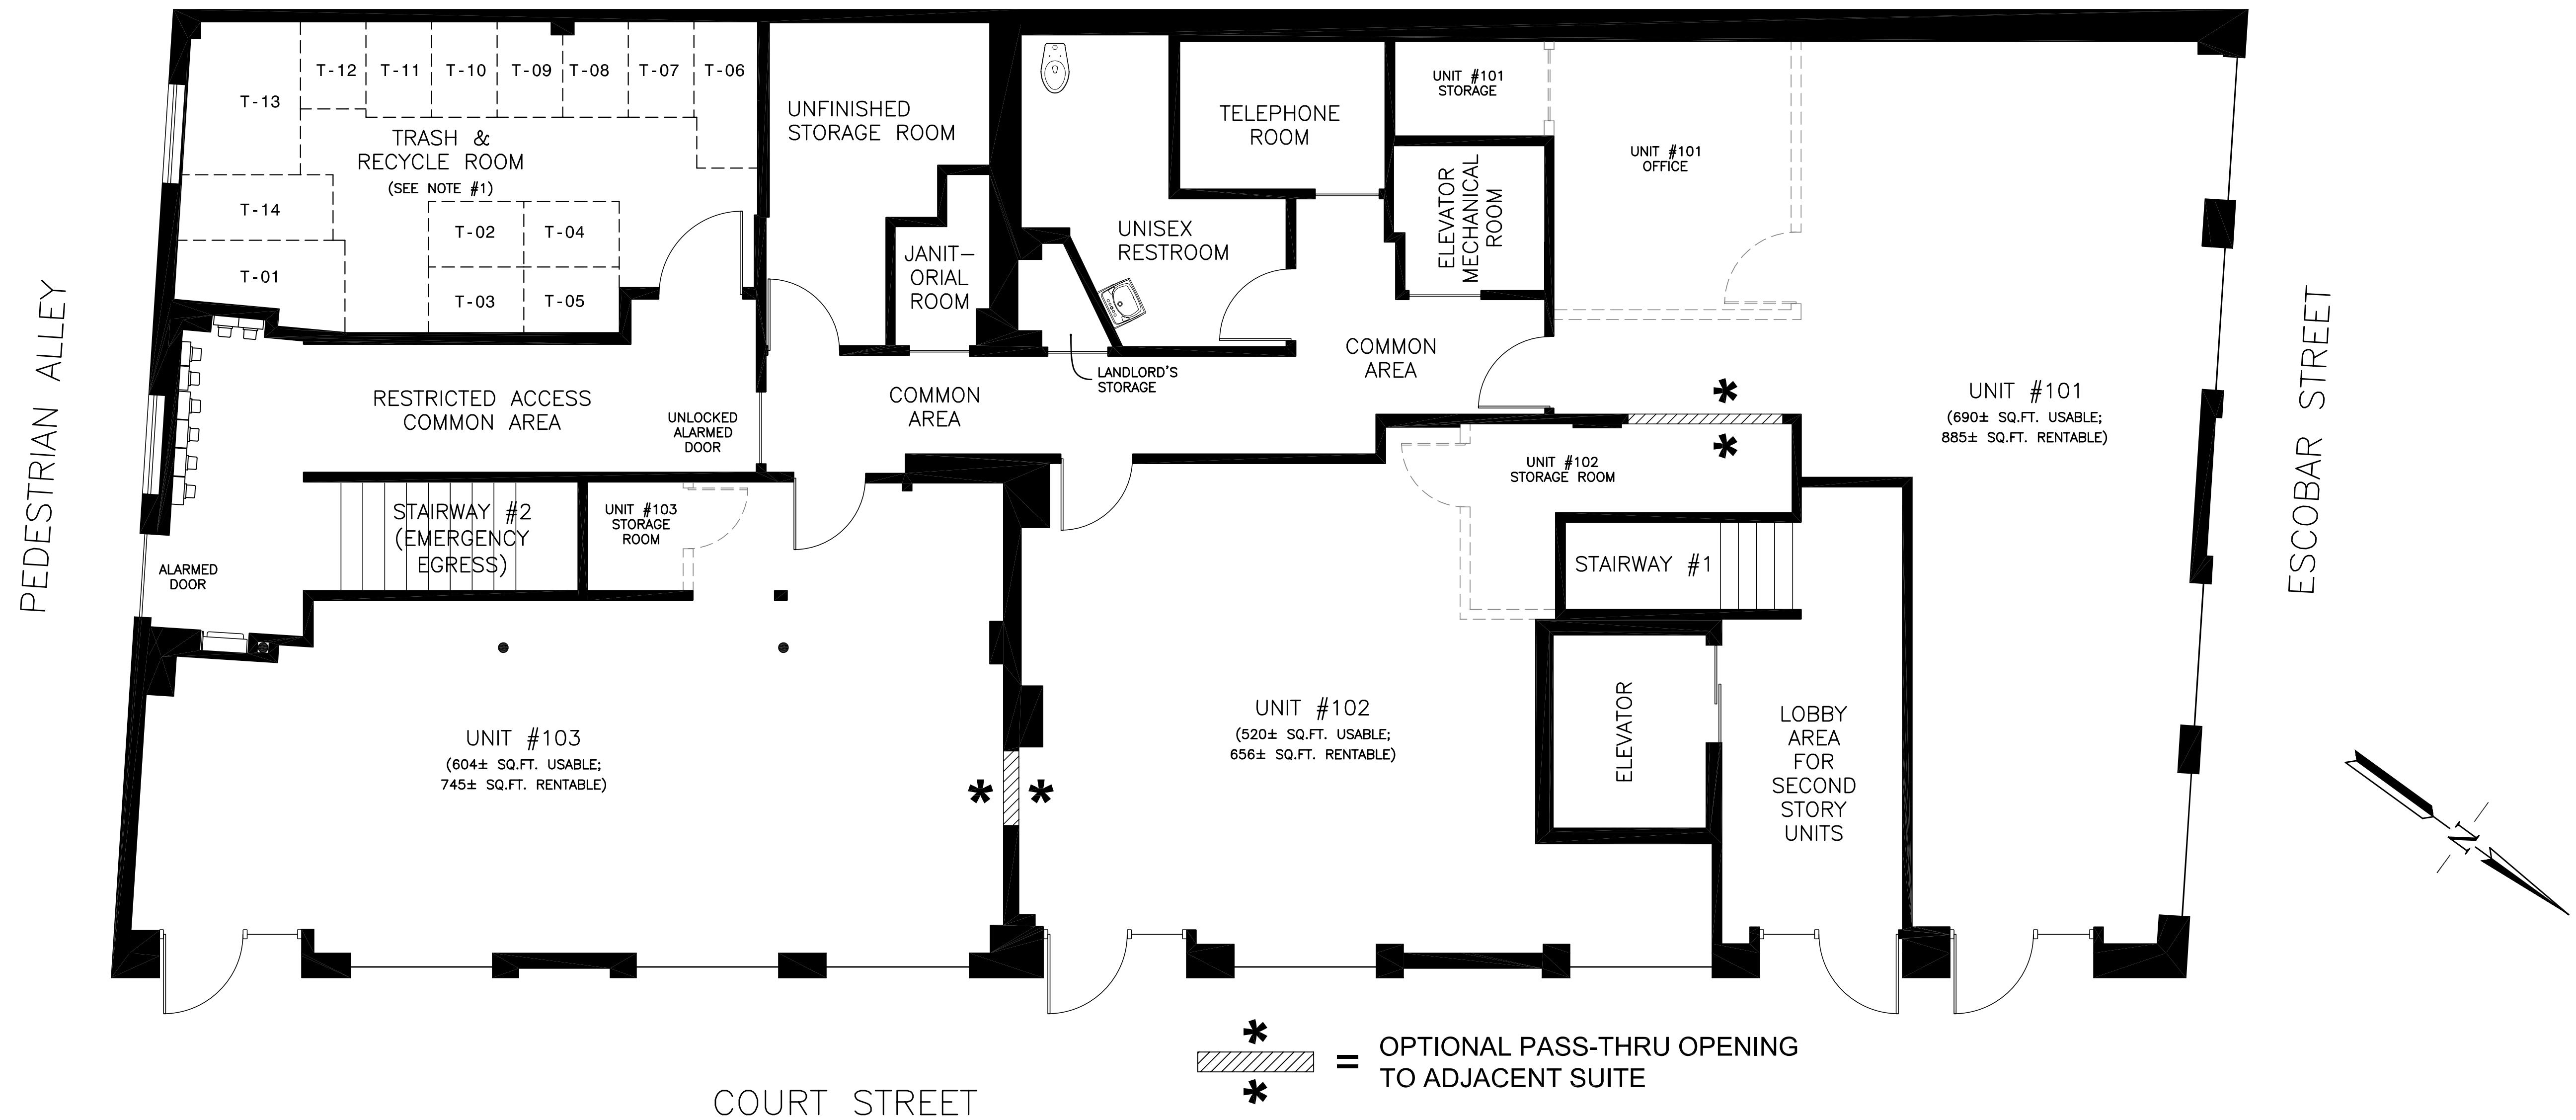 T-12
T-11
T-10
T-09
T-08
T-07
T-06
T-13
TRASH &
RECYCLE ROOM
(SEE NOTE #1)
T-14
T-01
T-02
T-04
T-03
T-05
UNFINISHED
STORAGE ROOM
JANIT-
ORIAL
ROOM
UNISEX
RESTROOM
TELEPHONE
ROOM
UNIT #101
STORAGE
ELEVATOR
MECHANICAL
ROOM
UNIT #101
OFFICE
PEDESTRIAN ALLEY
RESTRICTED ACCESS
COMMON AREA
UNLOCKED
ALARMED
DOOR
COMMON
AREA
LANDLORD'S
STORAGE
COMMON
AREA
*
*
UNIT #101
(690± SQ.FT. USABLE;
885± SQ.FT. RENTABLE)
ESCOBAR STREET
STAIRWAY #2
(EMERGENCY
EGRESS)
UNIT #103
STORAGE
ROOM
UNIT #102
STORAGE ROOM
ALARMED
DOOR
STAIRWAY #1
UNIT #103
(604± SQ.FT. USABLE;
745± SQ.FT. RENTABLE)
* *
UNIT #102
(520± SQ.FT. USABLE;
656± SQ.FT. RENTABLE)
ELEVATOR
LOBBY
AREA
FOR
SECOND
STORY
UNITS
N
*
= OPTIONAL PASS-THRU OPENING
TO ADJACENT SUITE
*
COURT STREET